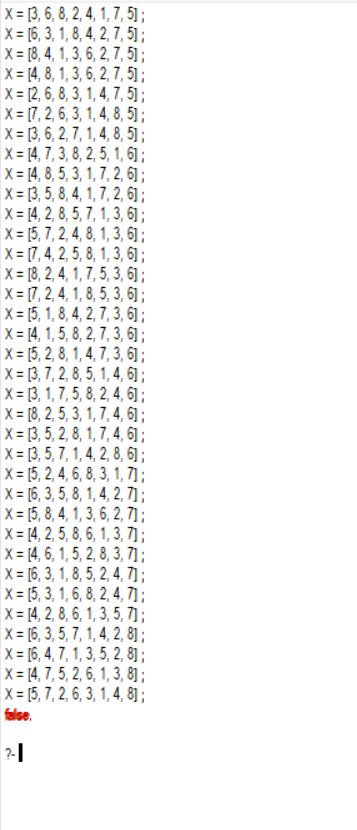 X = [3, 6, 8, 2, 4, 1, 7, 5] ;
X = [6, 3, 1, 8, 4, 2, 7, 5] ;
X = [8, 4, 1, 3, 6, 2, 7, 5] ;
X = [4, 8, 1, 3, 6, 2, 7, 5] ;
X = [2, 6, 8, 3, 1, 4, 7, 5] ;
X = [7, 2, 6, 3, 1, 4, 8, 5] ;
X = [3, 6, 2, 7, 1, 4, 8, 5] ;
X = [4, 7, 3, 8, 2, 5, 1, 6] ;
X = [4, 8, 5, 3, 1, 7, 2, 6] ;
X = [3, 5, 8, 4, 1, 7, 2, 6] ;
X = [4, 2, 8, 5, 7, 1, 3, 6] ;
X = [5, 7, 2, 4, 8, 1, 3, 6] ;
X = [7, 4, 2, 5, 8, 1, 3, 6] ;
X = [8, 2, 4, 1, 7, 5, 3, 6] ;
X = [7, 2, 4, 1, 8, 5, 3, 6] ;
X = [5, 1, 8, 4, 2, 7, 3, 6] ;
X = [4, 1, 5, 8, 2, 7, 3, 6] ;
X = [5, 2, 8, 1, 4, 7, 3, 6] ;
X = [3, 7, 2, 8, 5, 1, 4, 6] ;
X = [3, 1, 7, 5, 8, 2, 4, 6] ;
X = [8, 2, 5, 3, 1, 7, 4, 6] ;
X = [3, 5, 2, 8, 1, 7, 4, 6] ;
X = [3, 5, 7, 1, 4, 2, 8, 6] ;
X = [5, 2, 4, 6, 8, 3, 1, 7] ;
X = [6, 3, 5, 8, 1, 4, 2, 7] ;
X = [5, 8, 4, 1, 3, 6, 2, 7] ;
X = [4, 2, 5, 8, 6, 1, 3, 7] ;
X = [4, 6, 1, 5, 2, 8, 3, 7] ;
X = [6, 3, 1, 8, 5, 2, 4, 7] ;
X = [5, 3, 1, 6, 8, 2, 4, 7] ;
X = [4, 2, 8, 6, 1, 3, 5, 7] ;
X = [6, 3, 5, 7, 1, 4, 2, 8] ;
X = [6, 4, 7, 1, 3, 5, 2, 8] ;
X = [4, 7, 5, 2, 6, 1, 3, 8] ;
X = [5, 7, 2, 6, 3, 1, 4, 8] ;
false.
?-